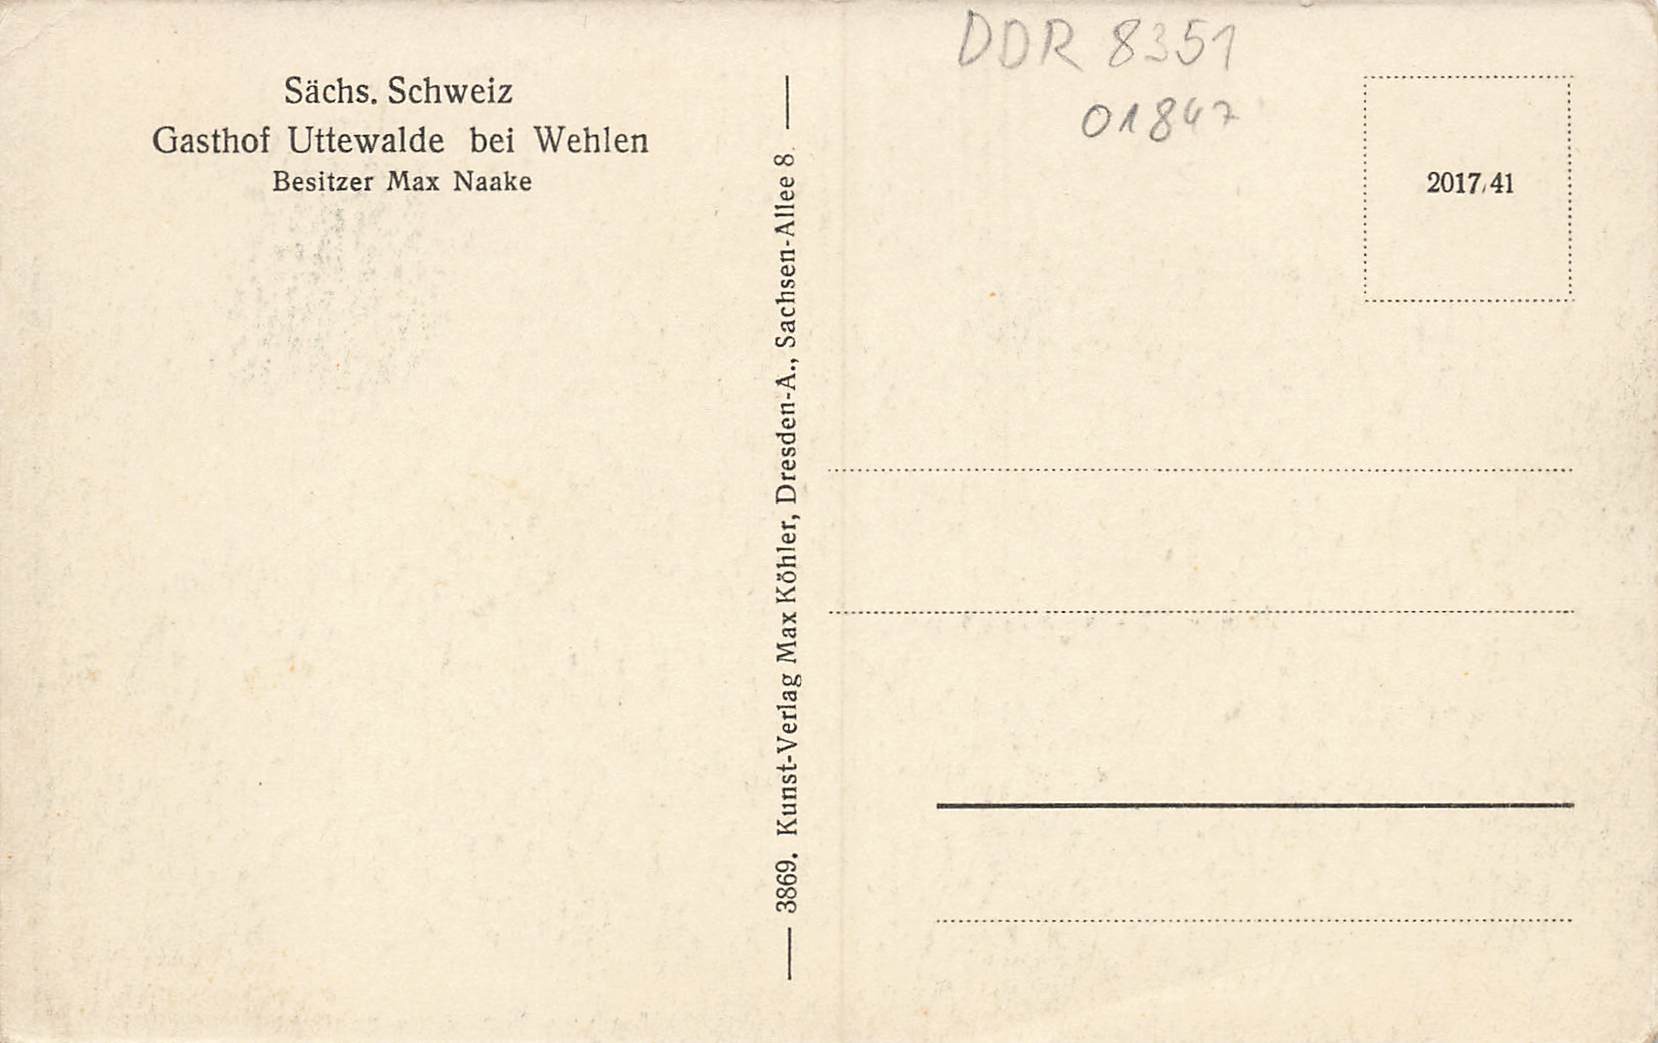 Sächs. Schweiz
Gasthof Uttewalde bei Wehlen
Besitzer Max Naake
3869. Kunst-Verlag Max Köhler, Dresden-A., Sachsen-Allee 8.
DDR 8351
01847
2017/41